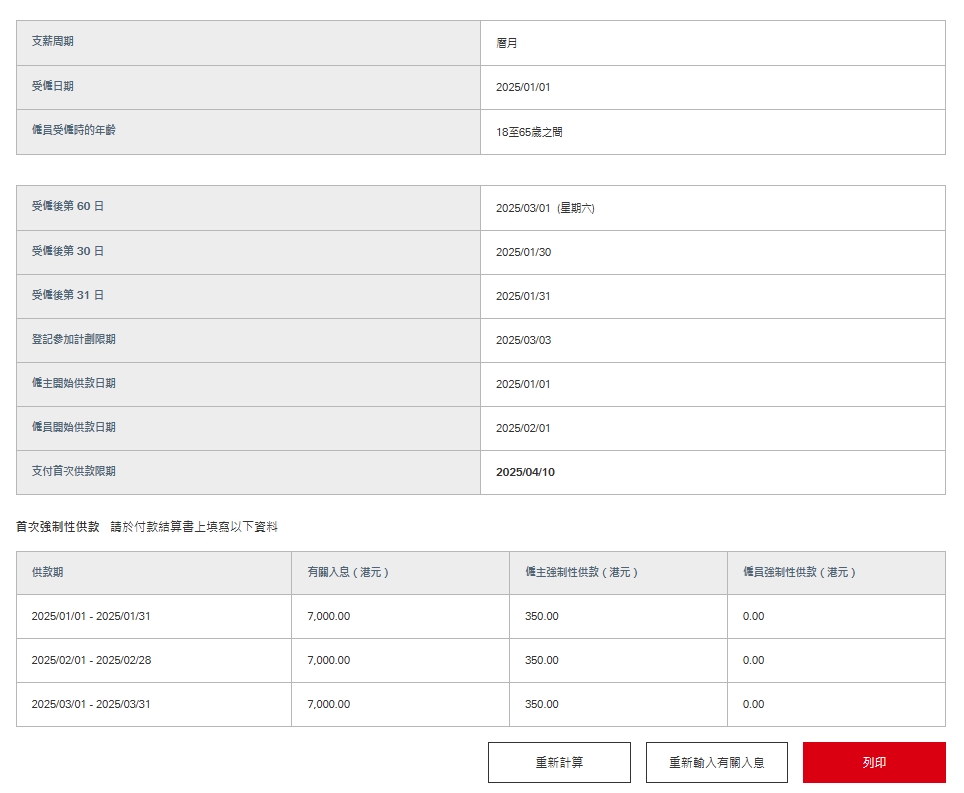 支薪周期 曆月
受僱日期 2025/01/01
僱員受僱時的年齡 18至65歲之間
受僱後第 60 日 2025/03/01 (星期六)
受僱後第 30 日 2025/01/30
受僱後第 31 日 2025/01/31
登記參加計劃限期 2025/03/03
僱主開始供款日期 2025/01/01
僱員開始供款日期 2025/02/01
支付首次供款限期 2025/04/10
首次強制性供款 請於付款結算書上填寫以下資料
供款期 有關入息 ( 港元 ) 僱主強制性供款 ( 港元 ) 僱員強制性供款 ( 港元 )
2025/01/01 - 2025/01/31 7,000.00 350.00 0.00
2025/02/01 - 2025/02/28 7,000.00 350.00 0.00
2025/03/01 - 2025/03/31 7,000.00 350.00 0.00
重新計算 重新輸入有關入息 列印